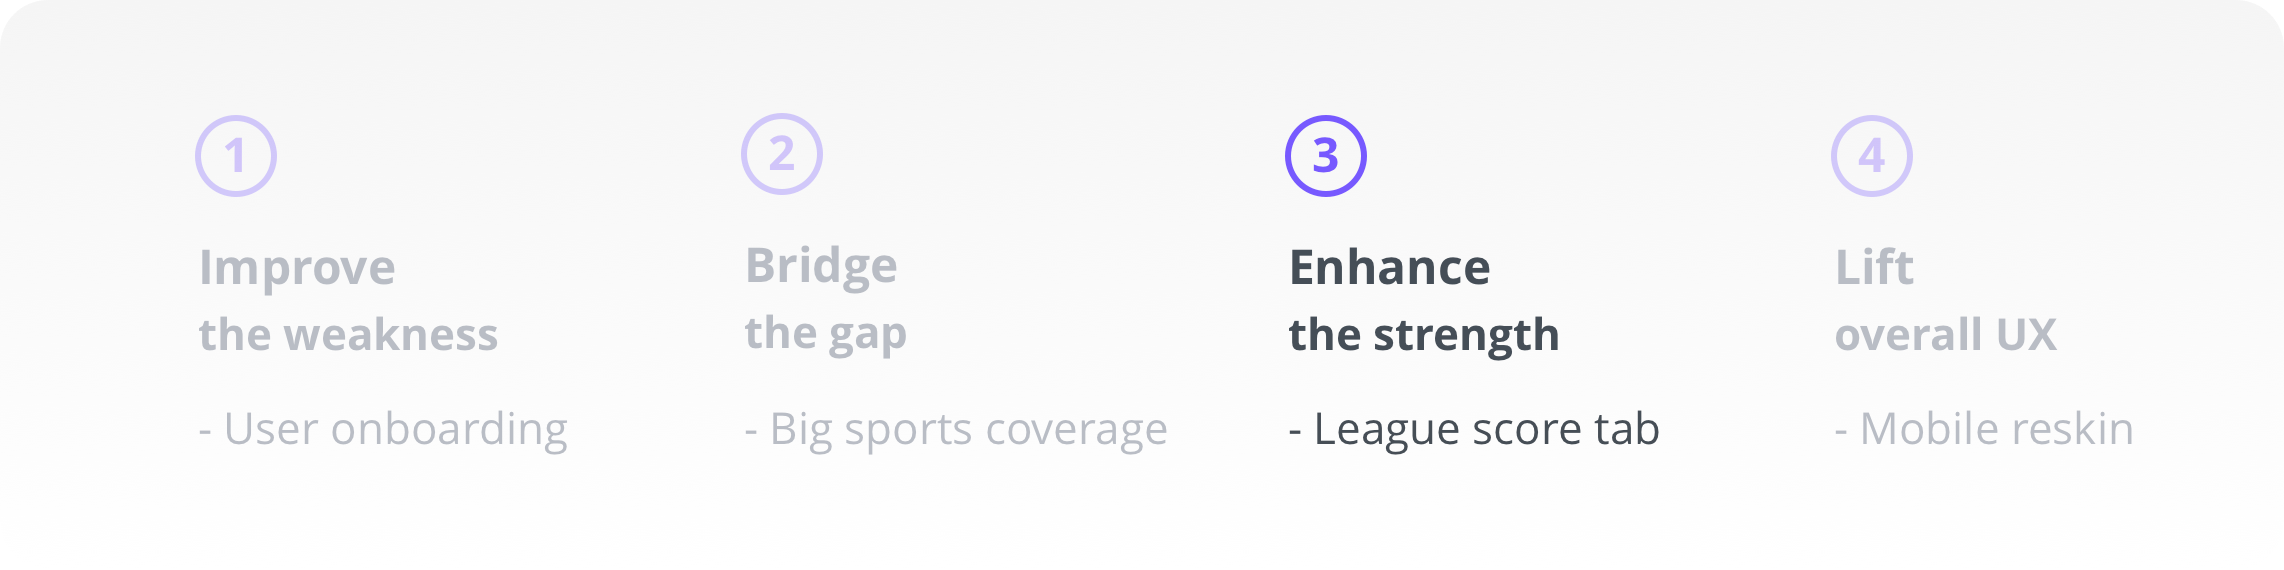 1
Improve
the weakness
- User onboarding
2
Bridge
the gap
- Big sports coverage
3
Enhance
the strength
- League score tab
4
Lift
overall UX
- Mobile reskin